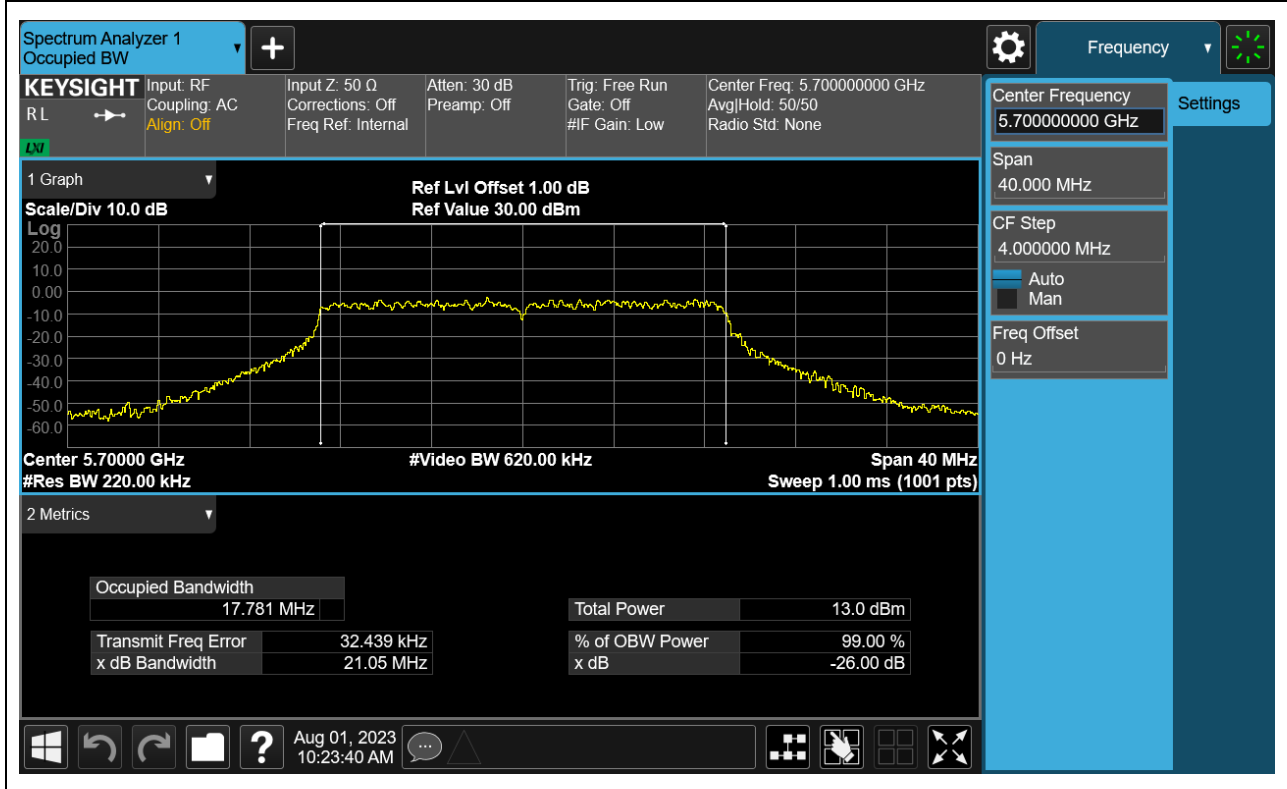 Spectrum Analyzer 1
Occupied BW
Frequency
KEYSIGHT
R L
LXI
Input: RF
Coupling: AC
Align: Off
Input Z: 50 Ω
Corrections: Off
Freq Ref: Internal
Atten: 30 dB
Preamp: Off
Trig: Free Run
Gate: Off
#IF Gain: Low
Center Freq: 5.700000000 GHz
Avg|Hold: 50/50
Radio Std: None
Center Frequency
5.700000000 GHz
Settings
Span
40.000 MHz
CF Step
4.000000 MHz
Auto
Man
Freq Offset
0 Hz
1 Graph
Scale/Div 10.0 dB
Ref Lvl Offset 1.00 dB
Ref Value 30.00 dBm
Log
20.0
10.0
0.00
-10.0
-20.0
-30.0
-40.0
-50.0
-60.0
Center 5.70000 GHz
#Video BW 620.00 kHz
Span 40 MHz
#Res BW 220.00 kHz
Sweep 1.00 ms (1001 pts)
2 Metrics
Occupied Bandwidth
17.781 MHz
Total Power 13.0 dBm
Transmit Freq Error 32.439 kHz
% of OBW Power 99.00 %
x dB Bandwidth 21.05 MHz
x dB -26.00 dB
?
Aug 01, 2023
10:23:40 AM